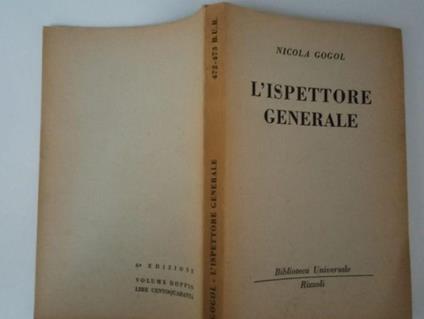 NICOLA GOGOL
L'ISPETTORE
GENERALE
Biblioteca Universale
Rizzoli
472-473 B.U.R.
GOGOL - L'ISPETTORE GENERALE
6ª EDIZIONE
VOLUME DOPPIO
LIRE CENTOQUARANTA